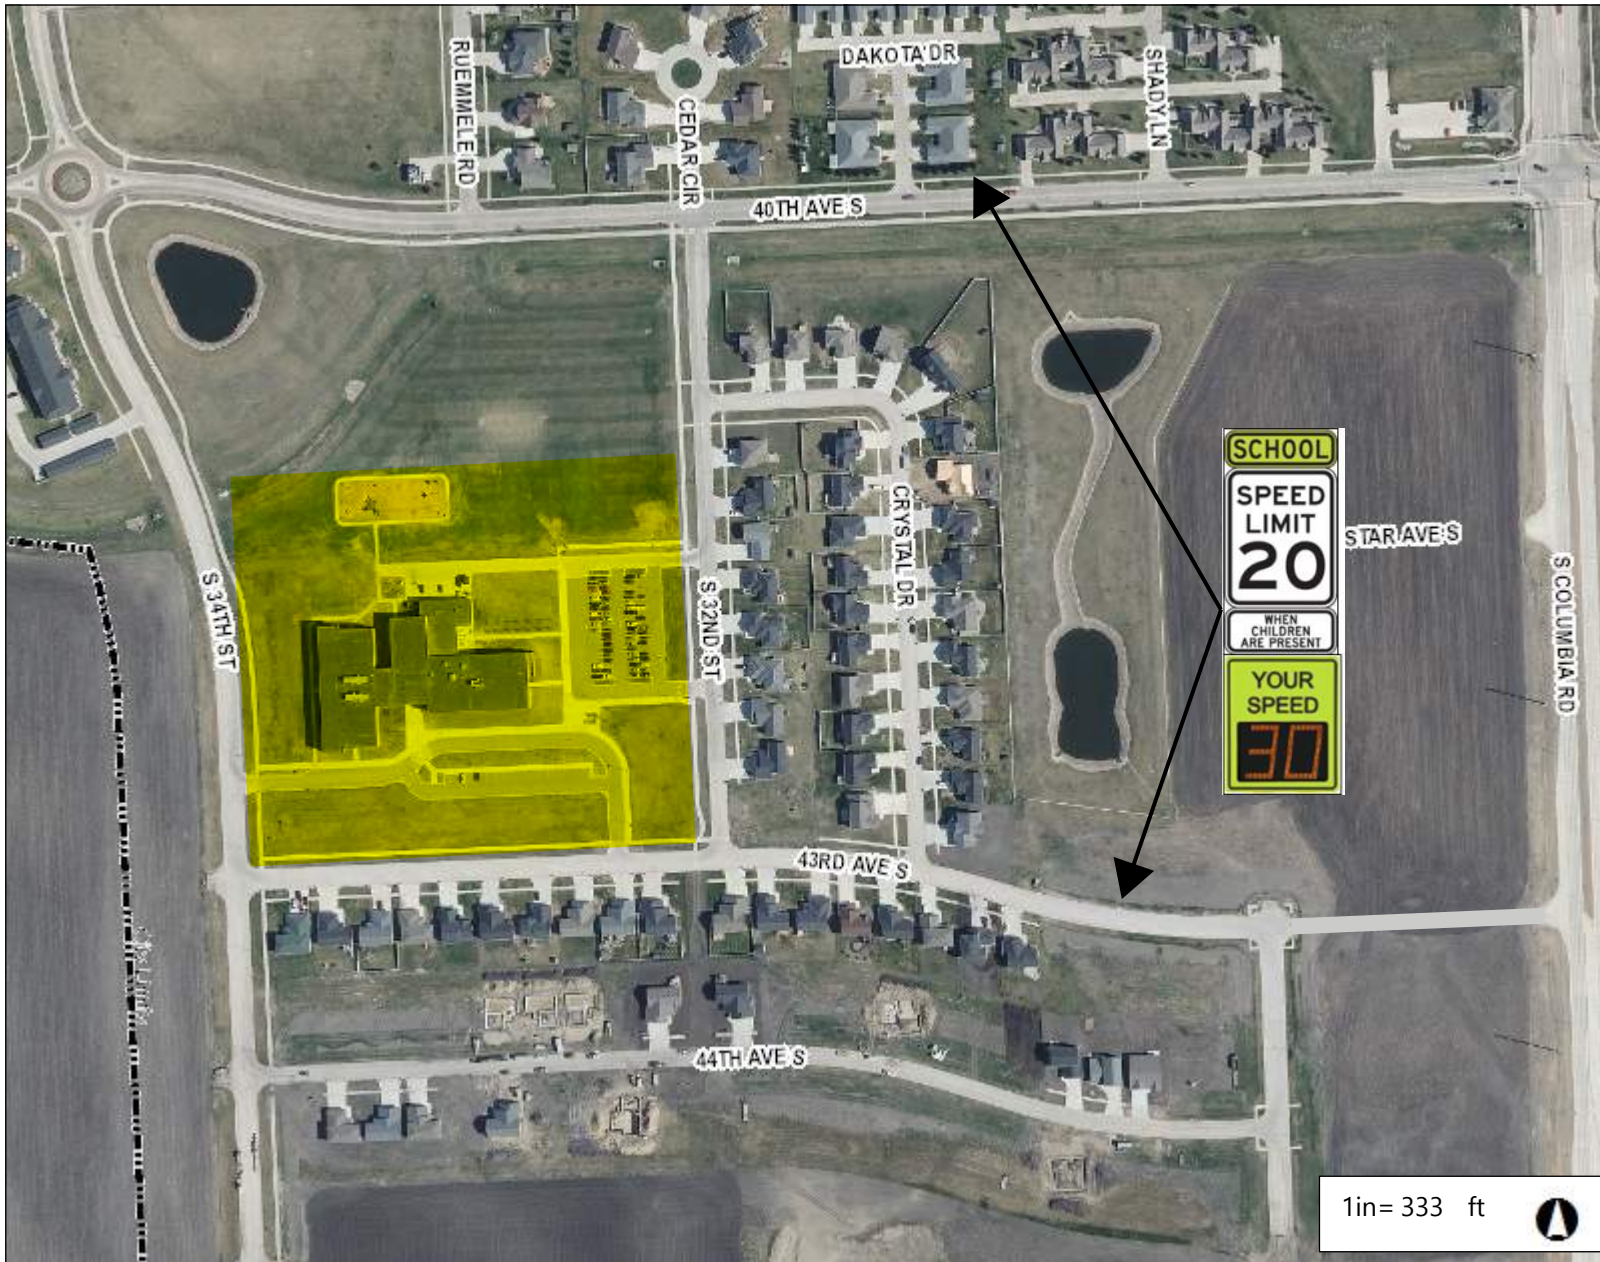 DAKOTA DR
RUEMMELE RD
CEDAR CIR
SHADY LN
40TH AVE S
SCHOOL
SPEED
LIMIT
20
WHEN
CHILDREN
ARE PRESENT
YOUR
SPEED
30
STAR AVE S
CRYSTAL DR
S 34TH ST
S 32ND ST
S COLUMBIA RD
43RD AVE S
44TH AVE S
1in= 333 ft